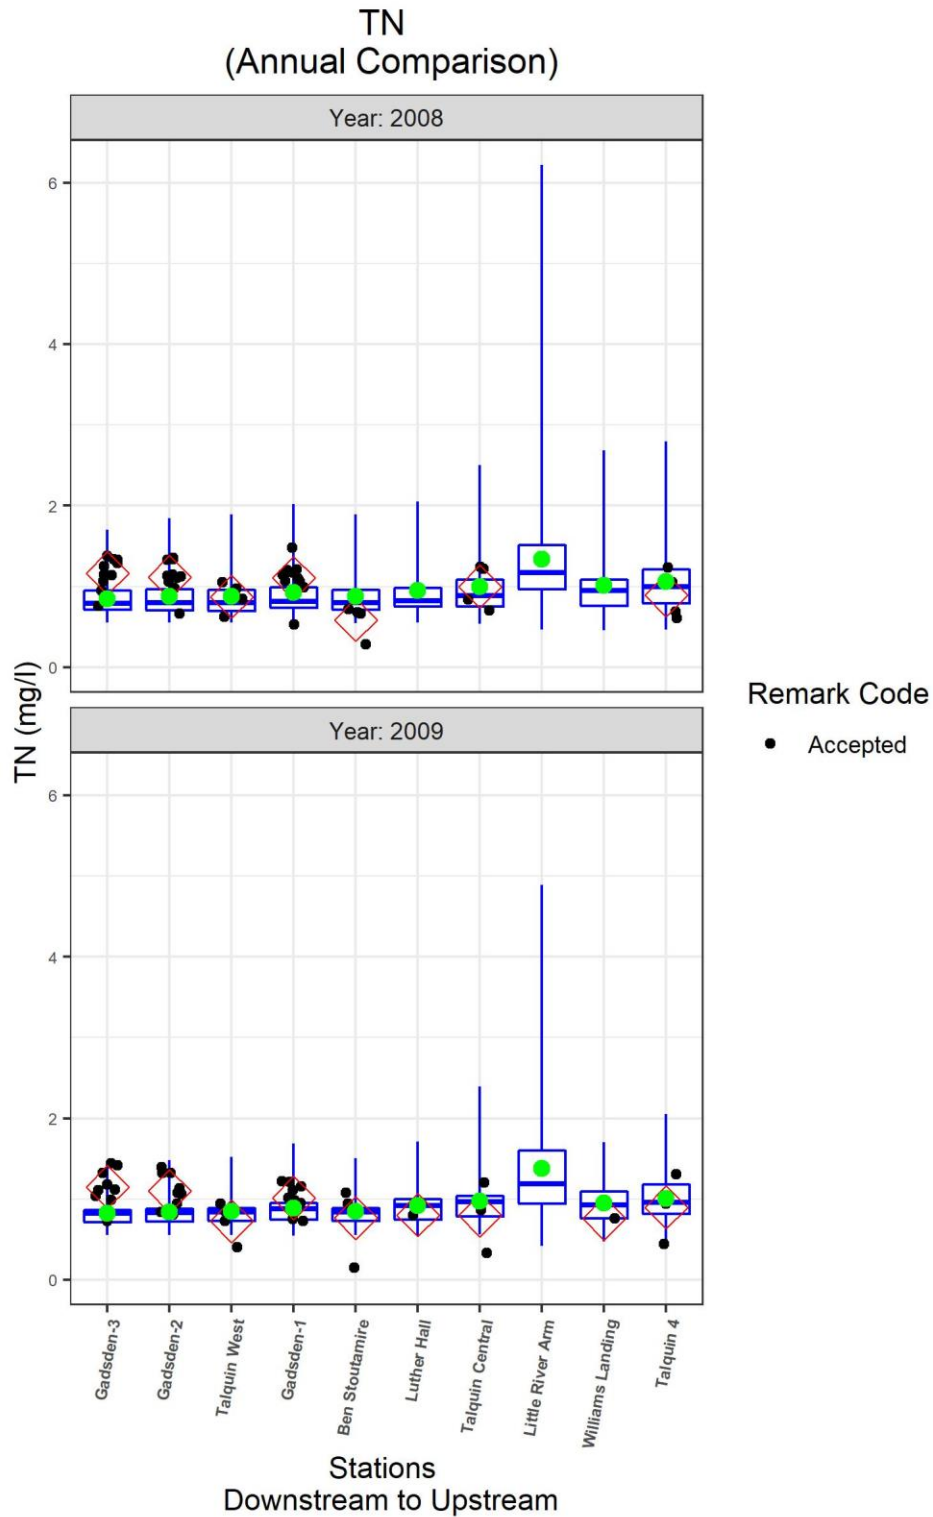 TN
(Annual Comparison)
Year: 2008
6
4
2
0
Year: 2009
6
4
2
0
TN (mg/l)
Gadsden-3
Gadsden-2
Talquin West
Gadsden-1
Ben Stoutamire
Luther Hall
Talquin Central
Little River Arm
Williams Landing
Talquin 4
Stations
Downstream to Upstream
Remark Code
Accepted